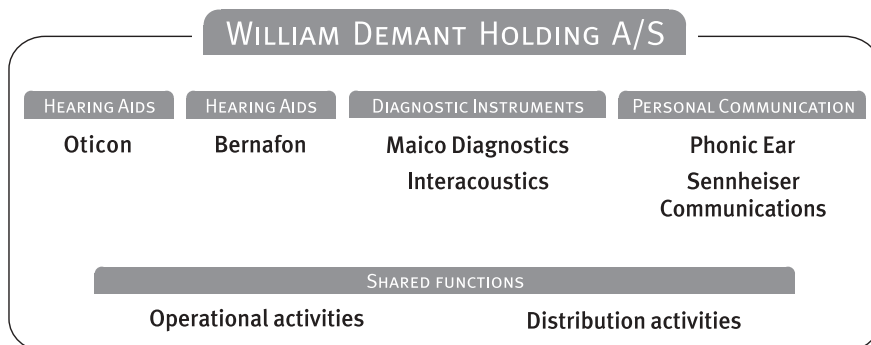 WILLIAM DEMANT HOLDING A/S
HEARING AIDS
Oticon
HEARING AIDS
Bernafon
DIAGNOSTIC INSTRUMENTS
Maico Diagnostics
Interacoustics
PERSONAL COMMUNICATION
Phonic Ear
Sennheiser
Communications
SHARED FUNCTIONS
Operational activities
Distribution activities